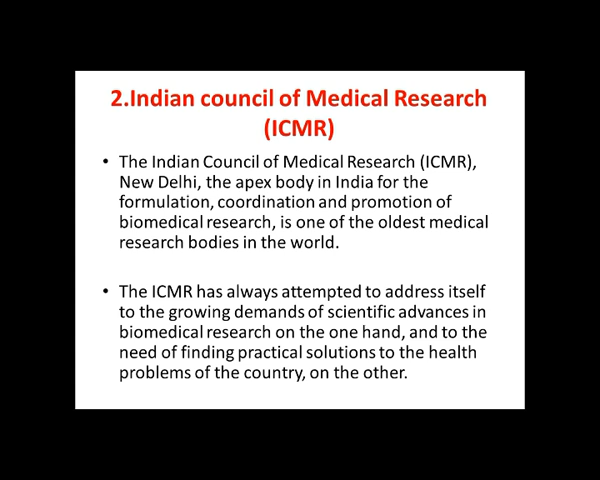 2.Indian council of Medical Research
(ICMR)
• The Indian Council of Medical Research (ICMR),
New Delhi, the apex body in India for the
formulation, coordination and promotion of
biomedical research, is one of the oldest medical
research bodies in the world.
• The ICMR has always attempted to address itself
to the growing demands of scientific advances in
biomedical research on the one hand, and to the
need of finding practical solutions to the health
problems of the country, on the other.